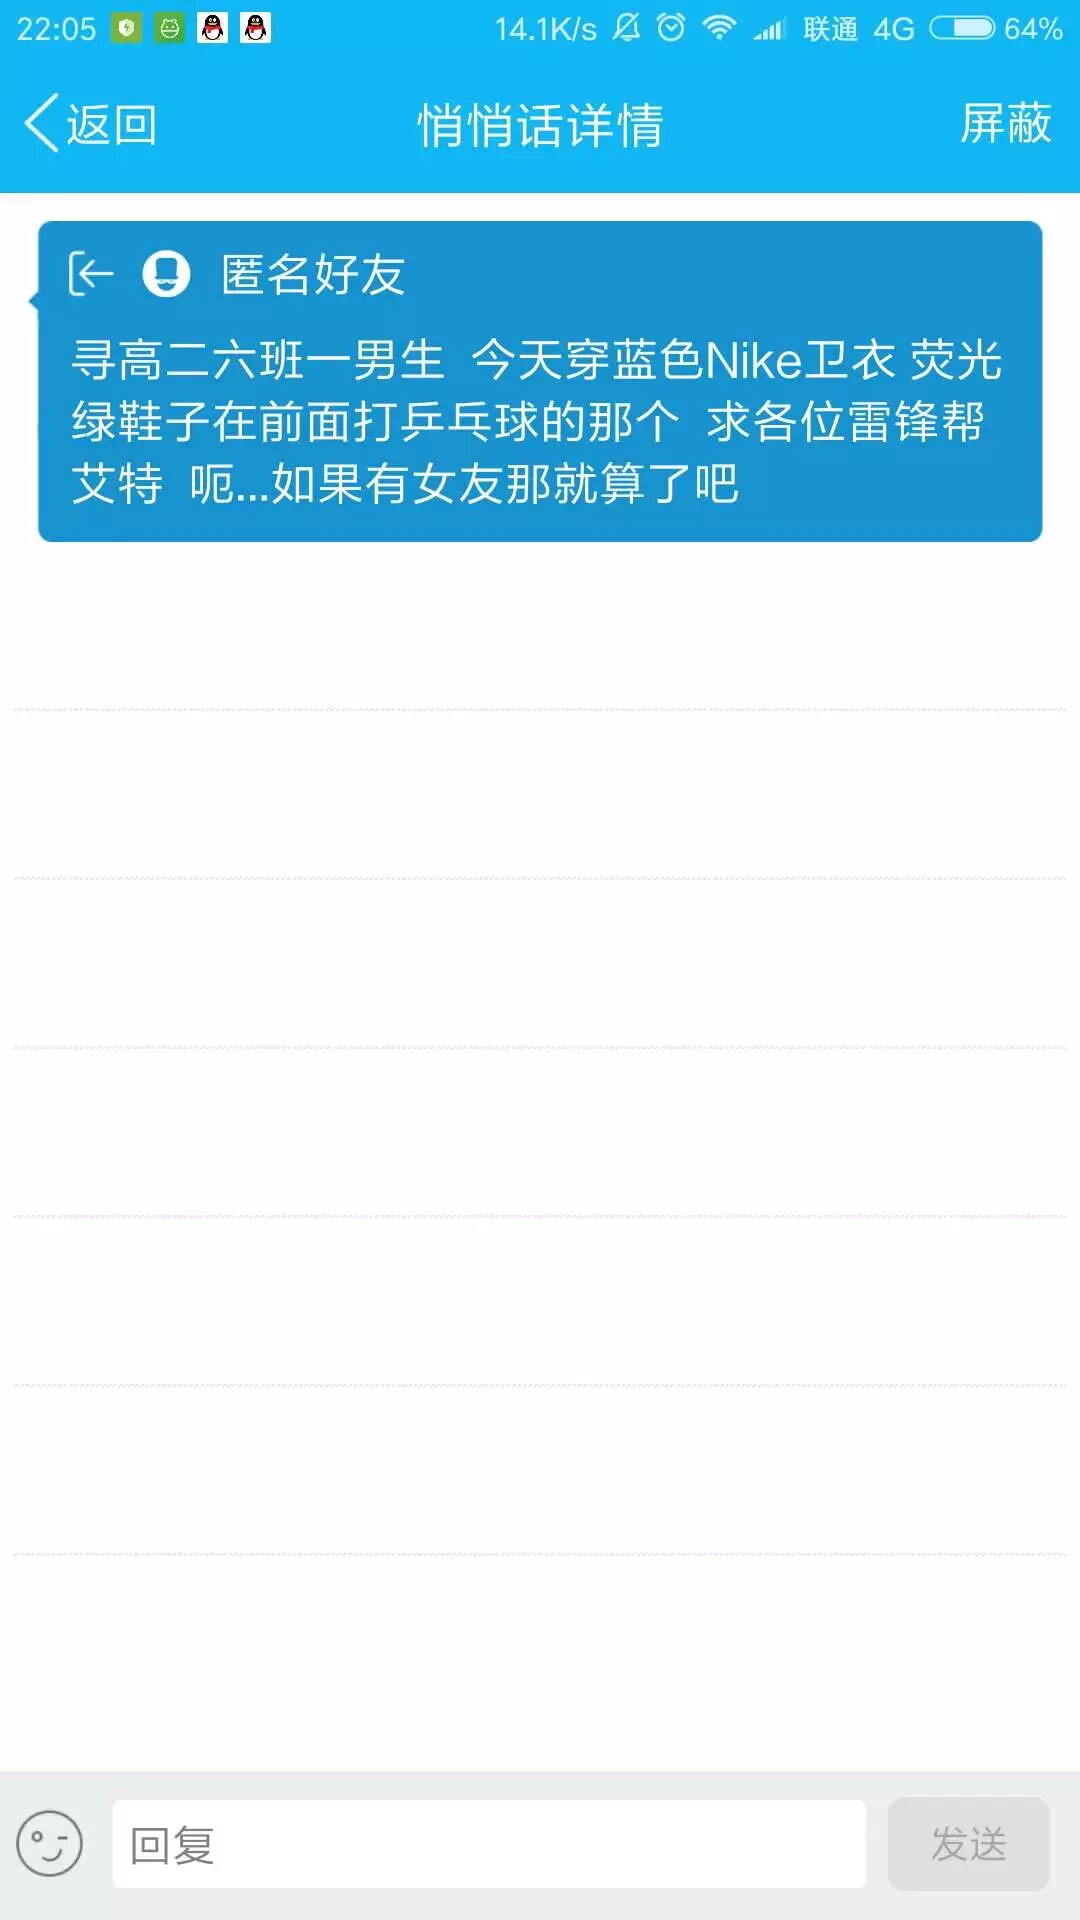 22:05 14.1K/s 联通 4G 64%
返回 悄悄话详情 屏蔽
匿名好友
寻高二六班一男生 今天穿蓝色Nike卫衣 荧光
绿鞋子在前面打乒乓球的那个 求各位雷锋帮
艾特 呃...如果有女友那就算了吧
回复 发送